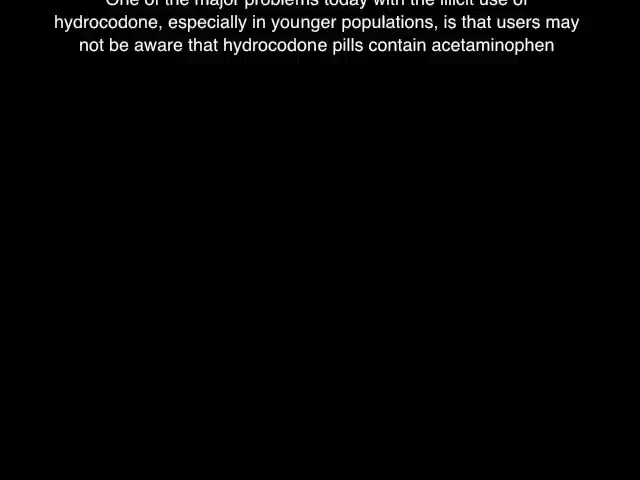 One of the major problems today with the illicit use of
hydrocodone, especially in younger populations, is that users may
not be aware that hydrocodone pills contain acetaminophen